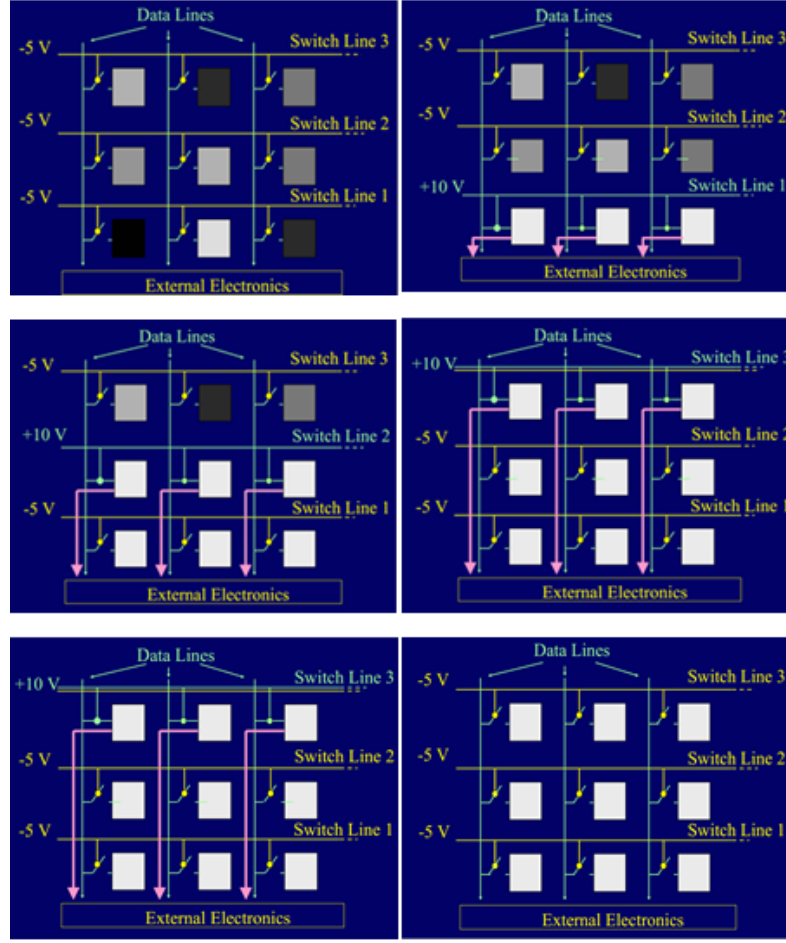 Data Lines
-5 V
Switch Line 3
-5 V
Switch Line 2
-5 V
Switch Line 1
External Electronics
Data Lines
-5 V
Switch Line 3
-5 V
Switch Line 2
+10 V
Switch Line 1
External Electronics
Data Lines
-5 V
Switch Line 3
+10 V
Switch Line 2
-5 V
Switch Line 1
External Electronics
Data Lines
+10 V
Switch Line 3
-5 V
Switch Line 2
-5 V
Switch Line 1
External Electronics
Data Lines
+10 V
Switch Line 3
-5 V
Switch Line 2
-5 V
Switch Line 1
External Electronics
Data Lines
-5 V
Switch Line 3
-5 V
Switch Line 2
-5 V
Switch Line 1
External Electronics